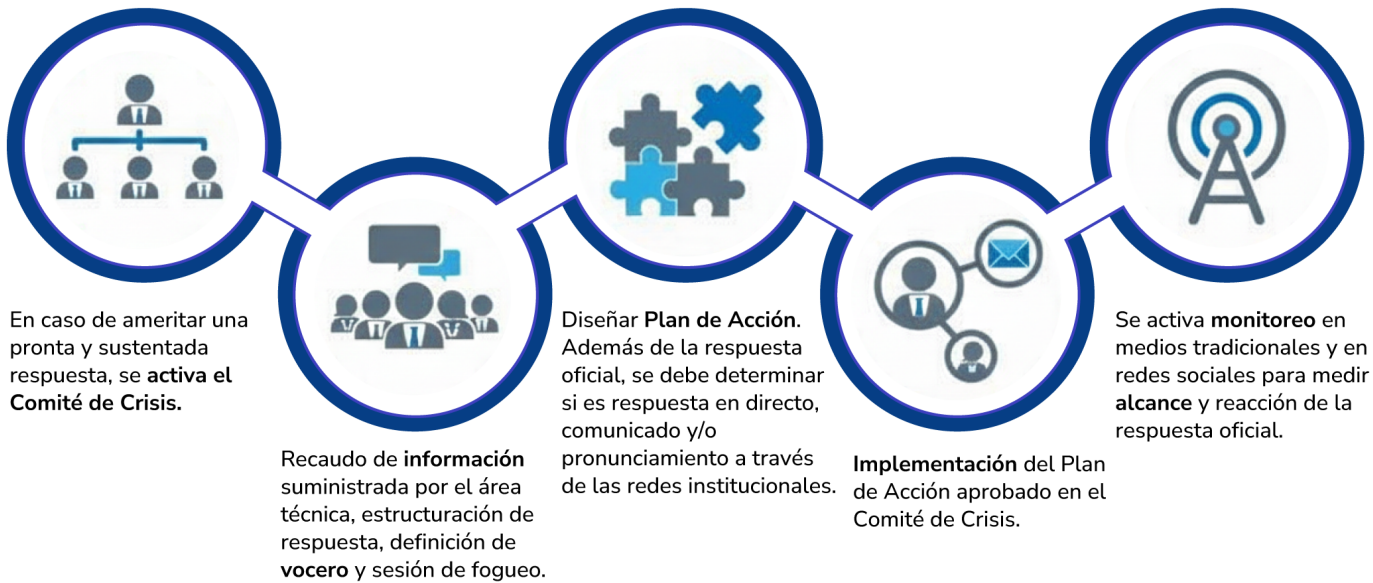 En caso de ameritar una
pronta y sustentada
respuesta, se activa el
Comité de Crisis.
Recaudo de información
suministrada por el área
técnica, estructuración de
respuesta, definición de
vocero y sesión de fogueo.
Diseñar Plan de Acción.
Además de la respuesta
oficial, se debe determinar
si es respuesta en directo,
comunicado y/o
pronunciamiento a través
de las redes institucionales.
Implementación del Plan
de Acción aprobado en el
Comité de Crisis.
Se activa monitoreo en
medios tradicionales y en
redes sociales para medir
alcance y reacción de la
respuesta oficial.